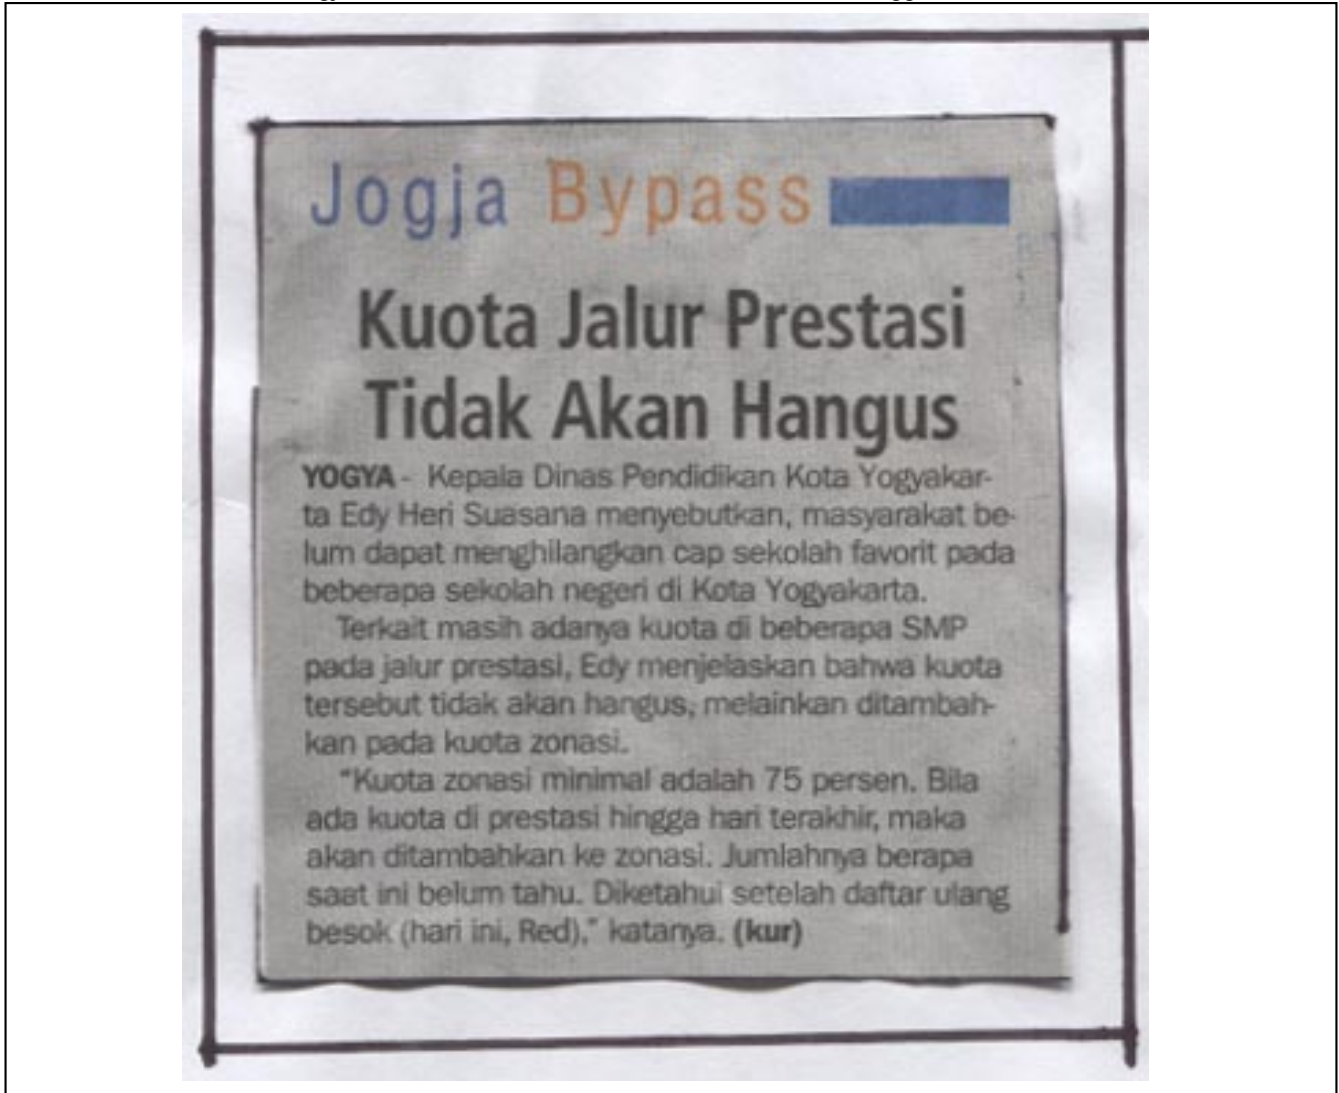 Jogja Bypass
Kuota Jalur Prestasi
Tidak Akan Hangus
YOGYA - Kepala Dinas Pendidikan Kota Yogyakar-
ta Edy Heri Suasana menyebutkan, masyarakat be-
lum dapat menghilangkan cap sekolah favorit pada
beberapa sekolah negeri di Kota Yogyakarta.
Terkait masih adanya kuota di beberapa SMP
pada jalur prestasi, Edy menjelaskan bahwa kuota
tersebut tidak akan hangus, melainkan ditambah-
kan pada kuota zonasi.
"Kuota zonasi minimal adalah 75 persen. Bila
ada kuota di prestasi hingga hari terakhir, maka
akan ditambahkan ke zonasi. Jumlahnya berapa
saat ini belum tahu. Diketahui setelah daftar ulang
besok (hari ini, Red)," katanya. (kur)